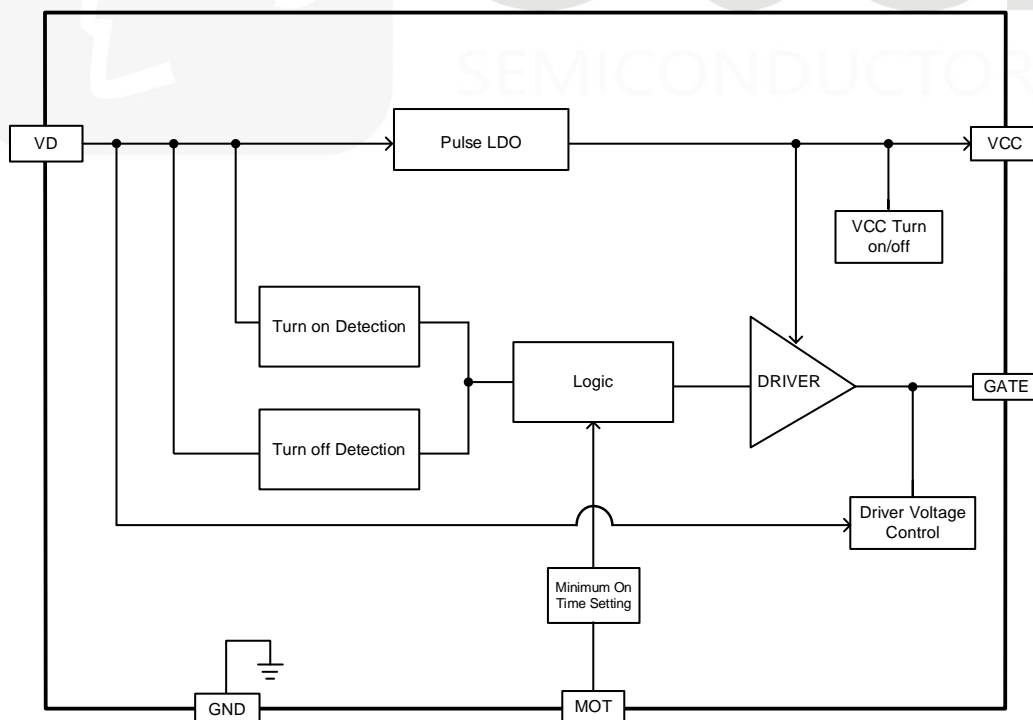 SEMICONDUCTOR
VD
Pulse LDO
VCC
VCC Turn
on/off
Turn on Detection
Logic
DRIVER
GATE
Turn off Detection
Driver Voltage
Control
Minimum On
Time Setting
GND
MOT